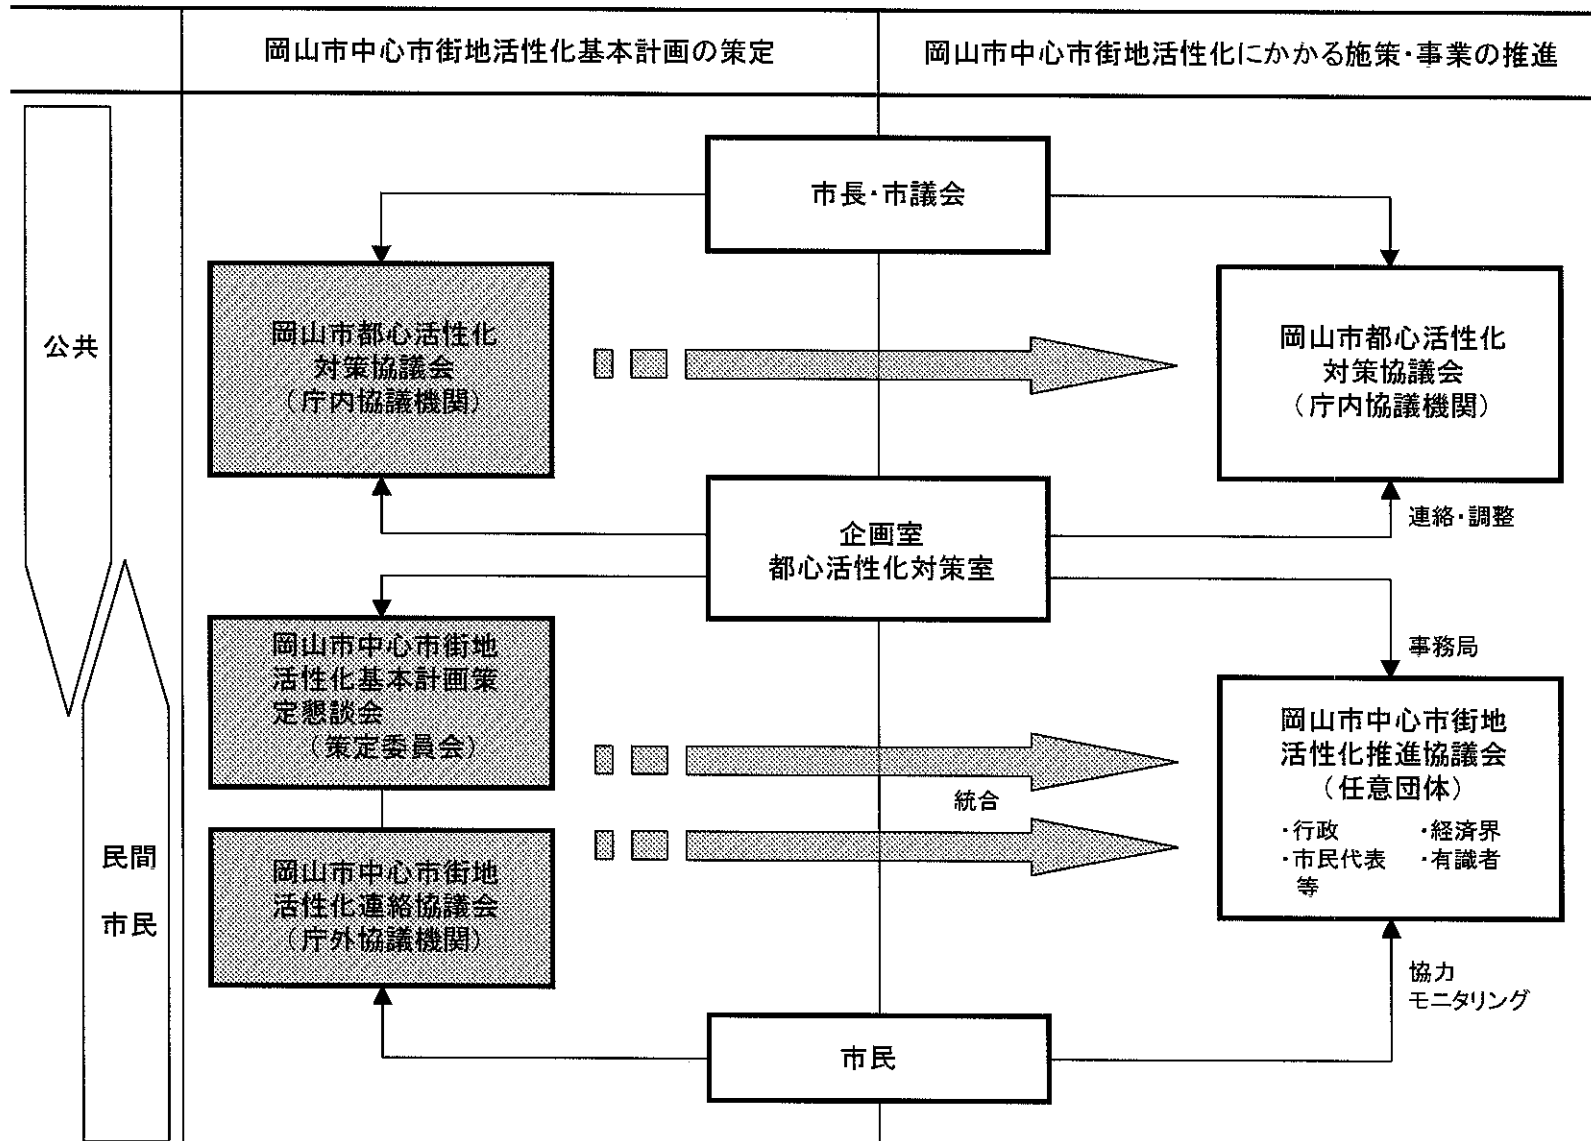 岡山市中心市街地活性化基本計画の策定
岡山市中心市街地活性化にかかる施策・事業の推進
公共
民間
市民
市長・市議会
岡山市都心活性化
対策協議会
（庁内協議機関）
岡山市都心活性化
対策協議会
（庁内協議機関）
企画室
都心活性化対策室
連絡・調整
事務局
岡山市中心市街地
活性化基本計画策
定懇談会
（策定委員会）
統合
岡山市中心市街地
活性化連絡協議会
（庁外協議機関）
岡山市中心市街地
活性化推進協議会
（任意団体）
・行政　・経済界
・市民代表　・有識者
等
協力
モニタリング
市民